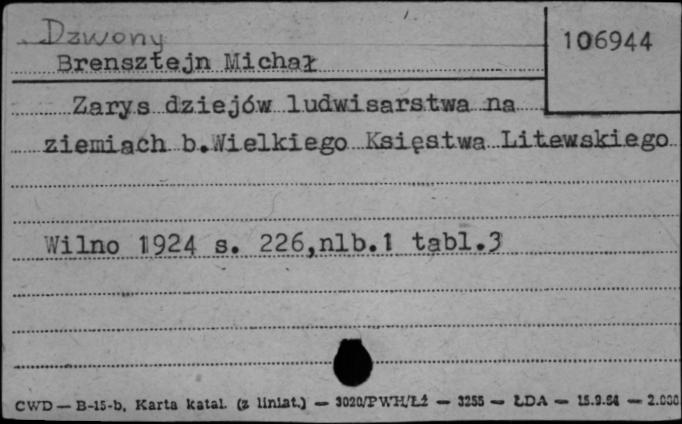 Dzwony
106944
Brensztejn Michał
Zarys dziejów ludwisarstwa na
ziemiach b.Wielkiego Księstwa Litewskiego
Wilno 1924 s. 226,nlb.1 tabl.3
CWD — B-15-b, Karta katal. (z liniat.) — 3020/PWH/Łź — 3255 — ŁDA — 15.9.54 — 2.000